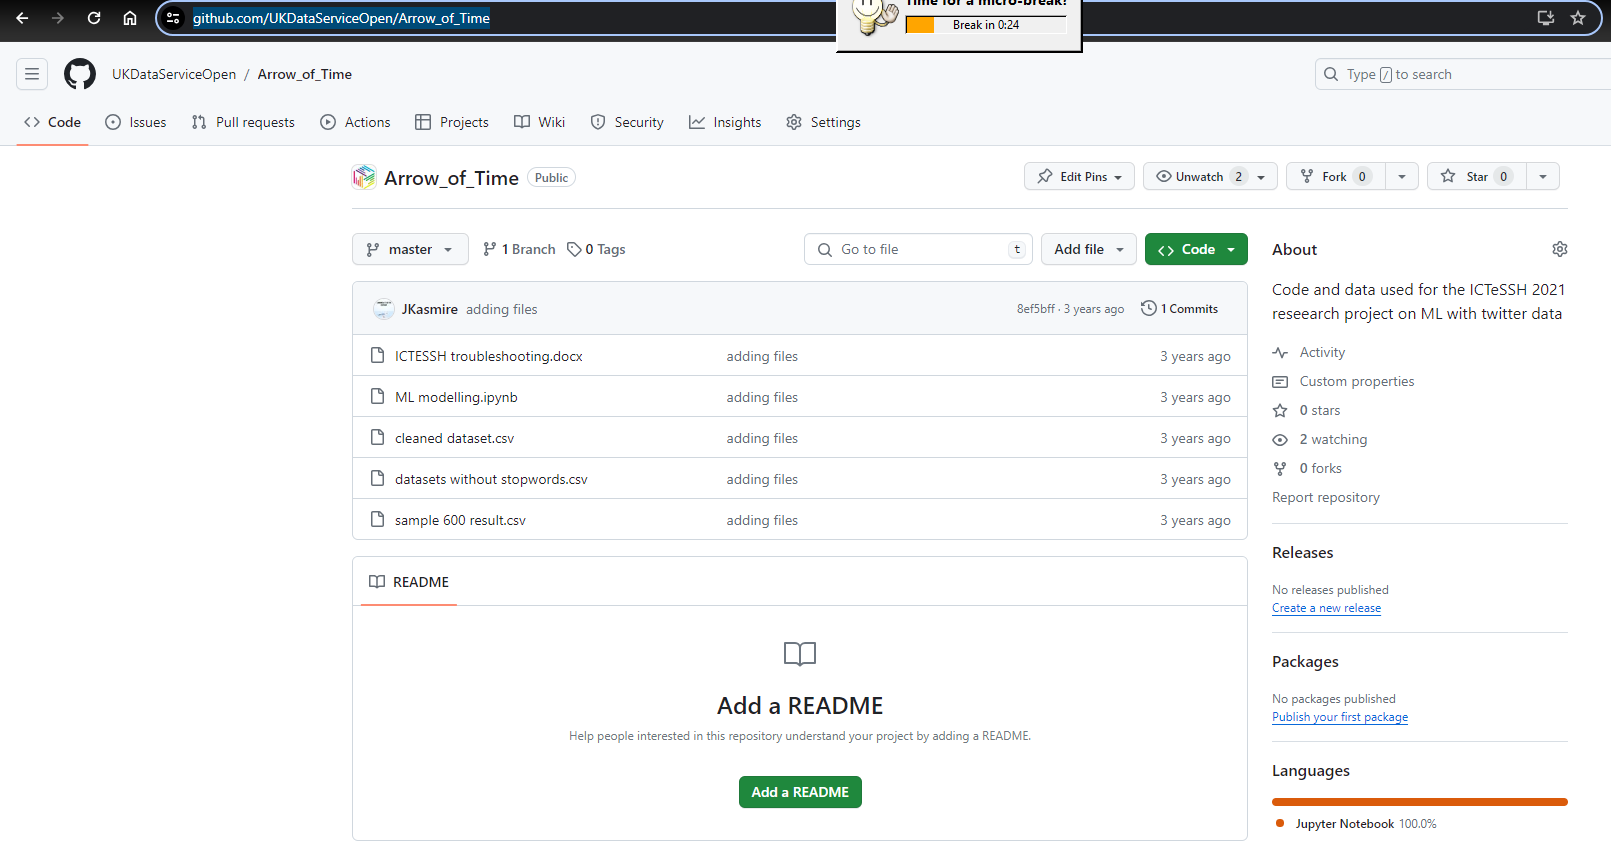 github.com/UKDataServiceOpen/Arrow_of_Time
Time for a micro-break!
Break in 0:24
UKDataServiceOpen / Arrow_of_Time
Type / to search
Code Issues Pull requests Actions Projects Wiki Security Insights Settings
Arrow_of_Time Public
Edit Pins Unwatch 2 Fork 0 Star 0
master 1 Branch 0 Tags Go to file t Add file Code
JKasmire adding files 8ef5bff · 3 years ago 1 Commits
ICTESSH troubleshooting.docx adding files 3 years ago
ML modelling.ipynb adding files 3 years ago
cleaned dataset.csv adding files 3 years ago
datasets without stopwords.csv adding files 3 years ago
sample 600 result.csv adding files 3 years ago
README
Add a README
Help people interested in this repository understand your project by adding a README.
Add a README
About
Code and data used for the ICTeSSH 2021
reseearch project on ML with twitter data
Activity
Custom properties
0 stars
2 watching
0 forks
Report repository
Releases
No releases published
Create a new release
Packages
No packages published
Publish your first package
Languages
Jupyter Notebook 100.0%